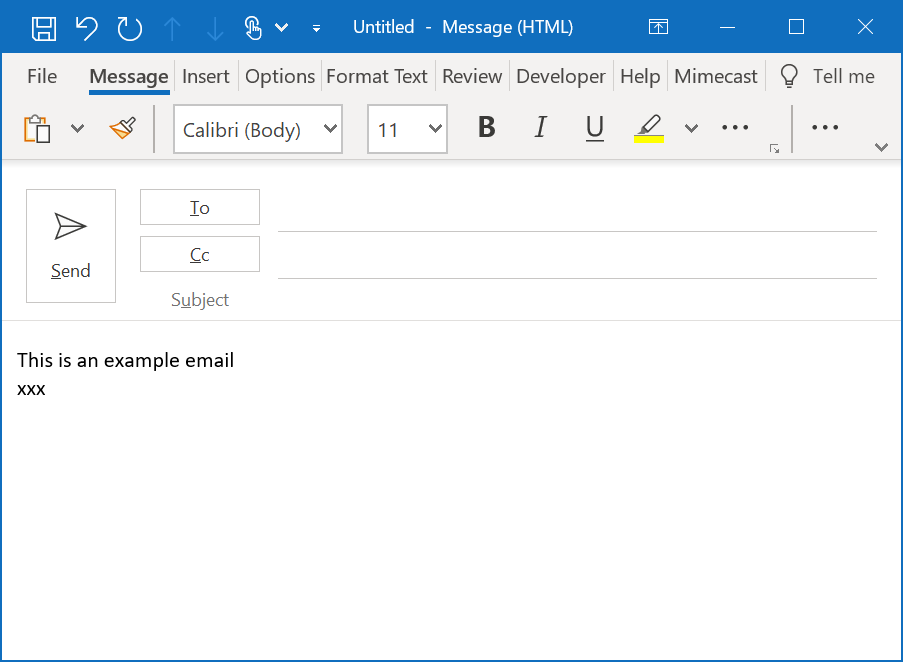 Untitled - Message (HTML)
File Message Insert Options Format Text Review Developer Help Mimecast Tell me
Calibri (Body) 11 B I U
To
Cc
Send
Subject
This is an example email
xxx